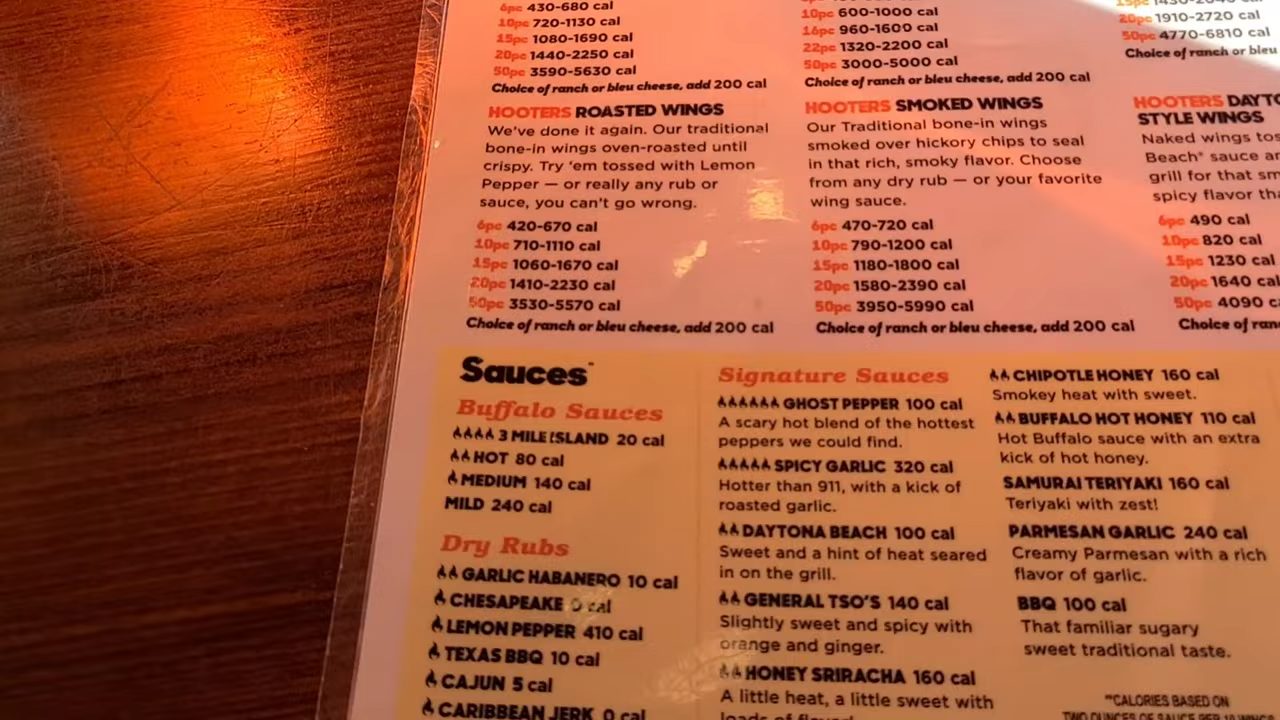 6pc 430-680 cal
10pc 720-1130 cal
15pc 1080-1690 cal
20pc 1440-2250 cal
50pc 3590-5630 cal
Choice of ranch or bleu cheese, add 200 cal
HOOTERS ROASTED WINGS
We've done it again. Our traditional
bone-in wings oven-roasted until
crispy. Try 'em tossed with Lemon
Pepper — or really any rub or
sauce, you can't go wrong.
6pc 420-670 cal
10pc 710-1110 cal
15pc 1060-1670 cal
20pc 1410-2230 cal
50pc 3530-5570 cal
Choice of ranch or bleu cheese, add 200 cal
10pc 600-1000 cal
16pc 960-1600 cal
22pc 1320-2200 cal
50pc 3000-5000 cal
Choice of ranch or bleu cheese, add 200 cal
HOOTERS SMOKED WINGS
Our Traditional bone-in wings
smoked over hickory chips to seal
in that rich, smoky flavor. Choose
from any dry rub — or your favorite
wing sauce.
6pc 470-720 cal
10pc 790-1200 cal
15pc 1180-1800 cal
20pc 1580-2390 cal
50pc 3950-5990 cal
Choice of ranch or bleu cheese, add 200 cal
20pc 1910-2720 cal
50pc 4770-6810 cal
Choice of ranch or bleu
HOOTERS
STYLE WINGS
Naked wings
Beach® sauce
grill for that
spicy flavor
6pc 490 cal
10pc 820 cal
15pc 1230 cal
20pc 1640 cal
50pc 4090
Choice of
Sauces™
Buffalo Sauces
3 MILE ISLAND 20 cal
HOT 80 cal
MEDIUM 140 cal
MILD 240 cal
Dry Rubs
GARLIC HABANERO 10 cal
CHESAPEAKE 0 cal
LEMON PEPPER 410 cal
TEXAS BBQ 10 cal
CAJUN 5 cal
CARIBBEAN JERK 0 cal
Signature Sauces
GHOST PEPPER 100 cal
A scary hot blend of the hottest
peppers we could find.
SPICY GARLIC 320 cal
Hotter than 911, with a kick of
roasted garlic.
DAYTONA BEACH 100 cal
Sweet and a hint of heat seared
in on the grill.
GENERAL TSO'S 140 cal
Slightly sweet and spicy with
orange and ginger.
HONEY SRIRACHA 160 cal
A little heat, a little sweet with
loads of flavor!
CHIPOTLE HONEY 160 cal
Smokey heat with sweet.
BUFFALO HOT HONEY 110 cal
Hot Buffalo sauce with an extra
kick of hot honey.
SAMURAI TERIYAKI 160 cal
Teriyaki with zest!
PARMESAN GARLIC 240 cal
Creamy Parmesan with a rich
flavor of garlic.
BBQ 100 cal
That familiar sugary
sweet traditional taste.
**CALORIES BASED ON
TWO OUNCES OF SAUCE PER 10 WINGS